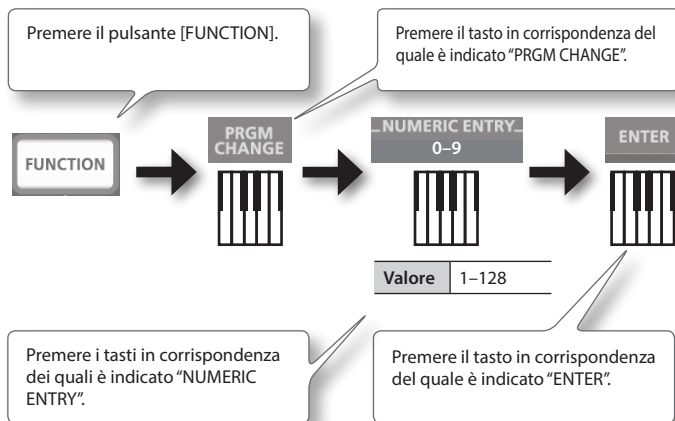 Premere il pulsante [FUNCTION].
Premere il tasto in corrispondenza del
quale è indicato “PRGM CHANGE”.
FUNCTION
PRGM
CHANGE
NUMERIC ENTRY
0–9
ENTER
Valore 1–128
Premere i tasti in corrispondenza
dei quali è indicato “NUMERIC
ENTRY”.
Premere il tasto in corrispondenza
del quale è indicato “ENTER”.